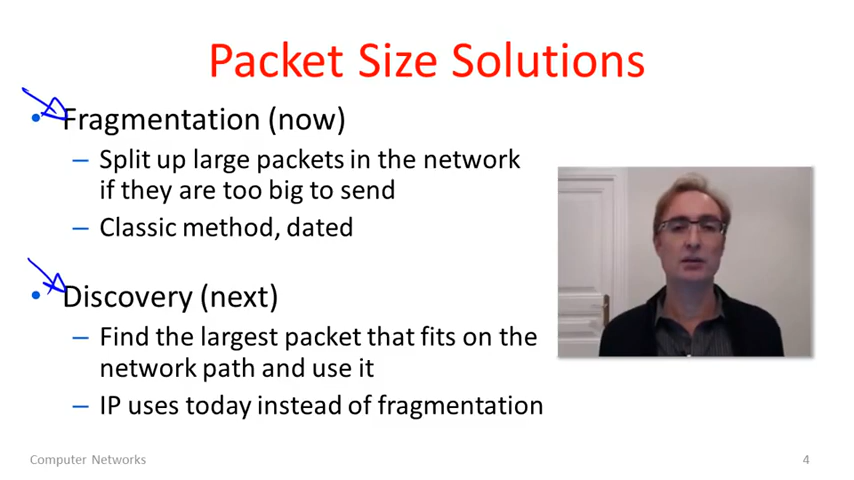 Packet Size Solutions
• Fragmentation (now)
– Split up large packets in the network
if they are too big to send
– Classic method, dated
• Discovery (next)
– Find the largest packet that fits on the
network path and use it
– IP uses today instead of fragmentation
Computer Networks
4